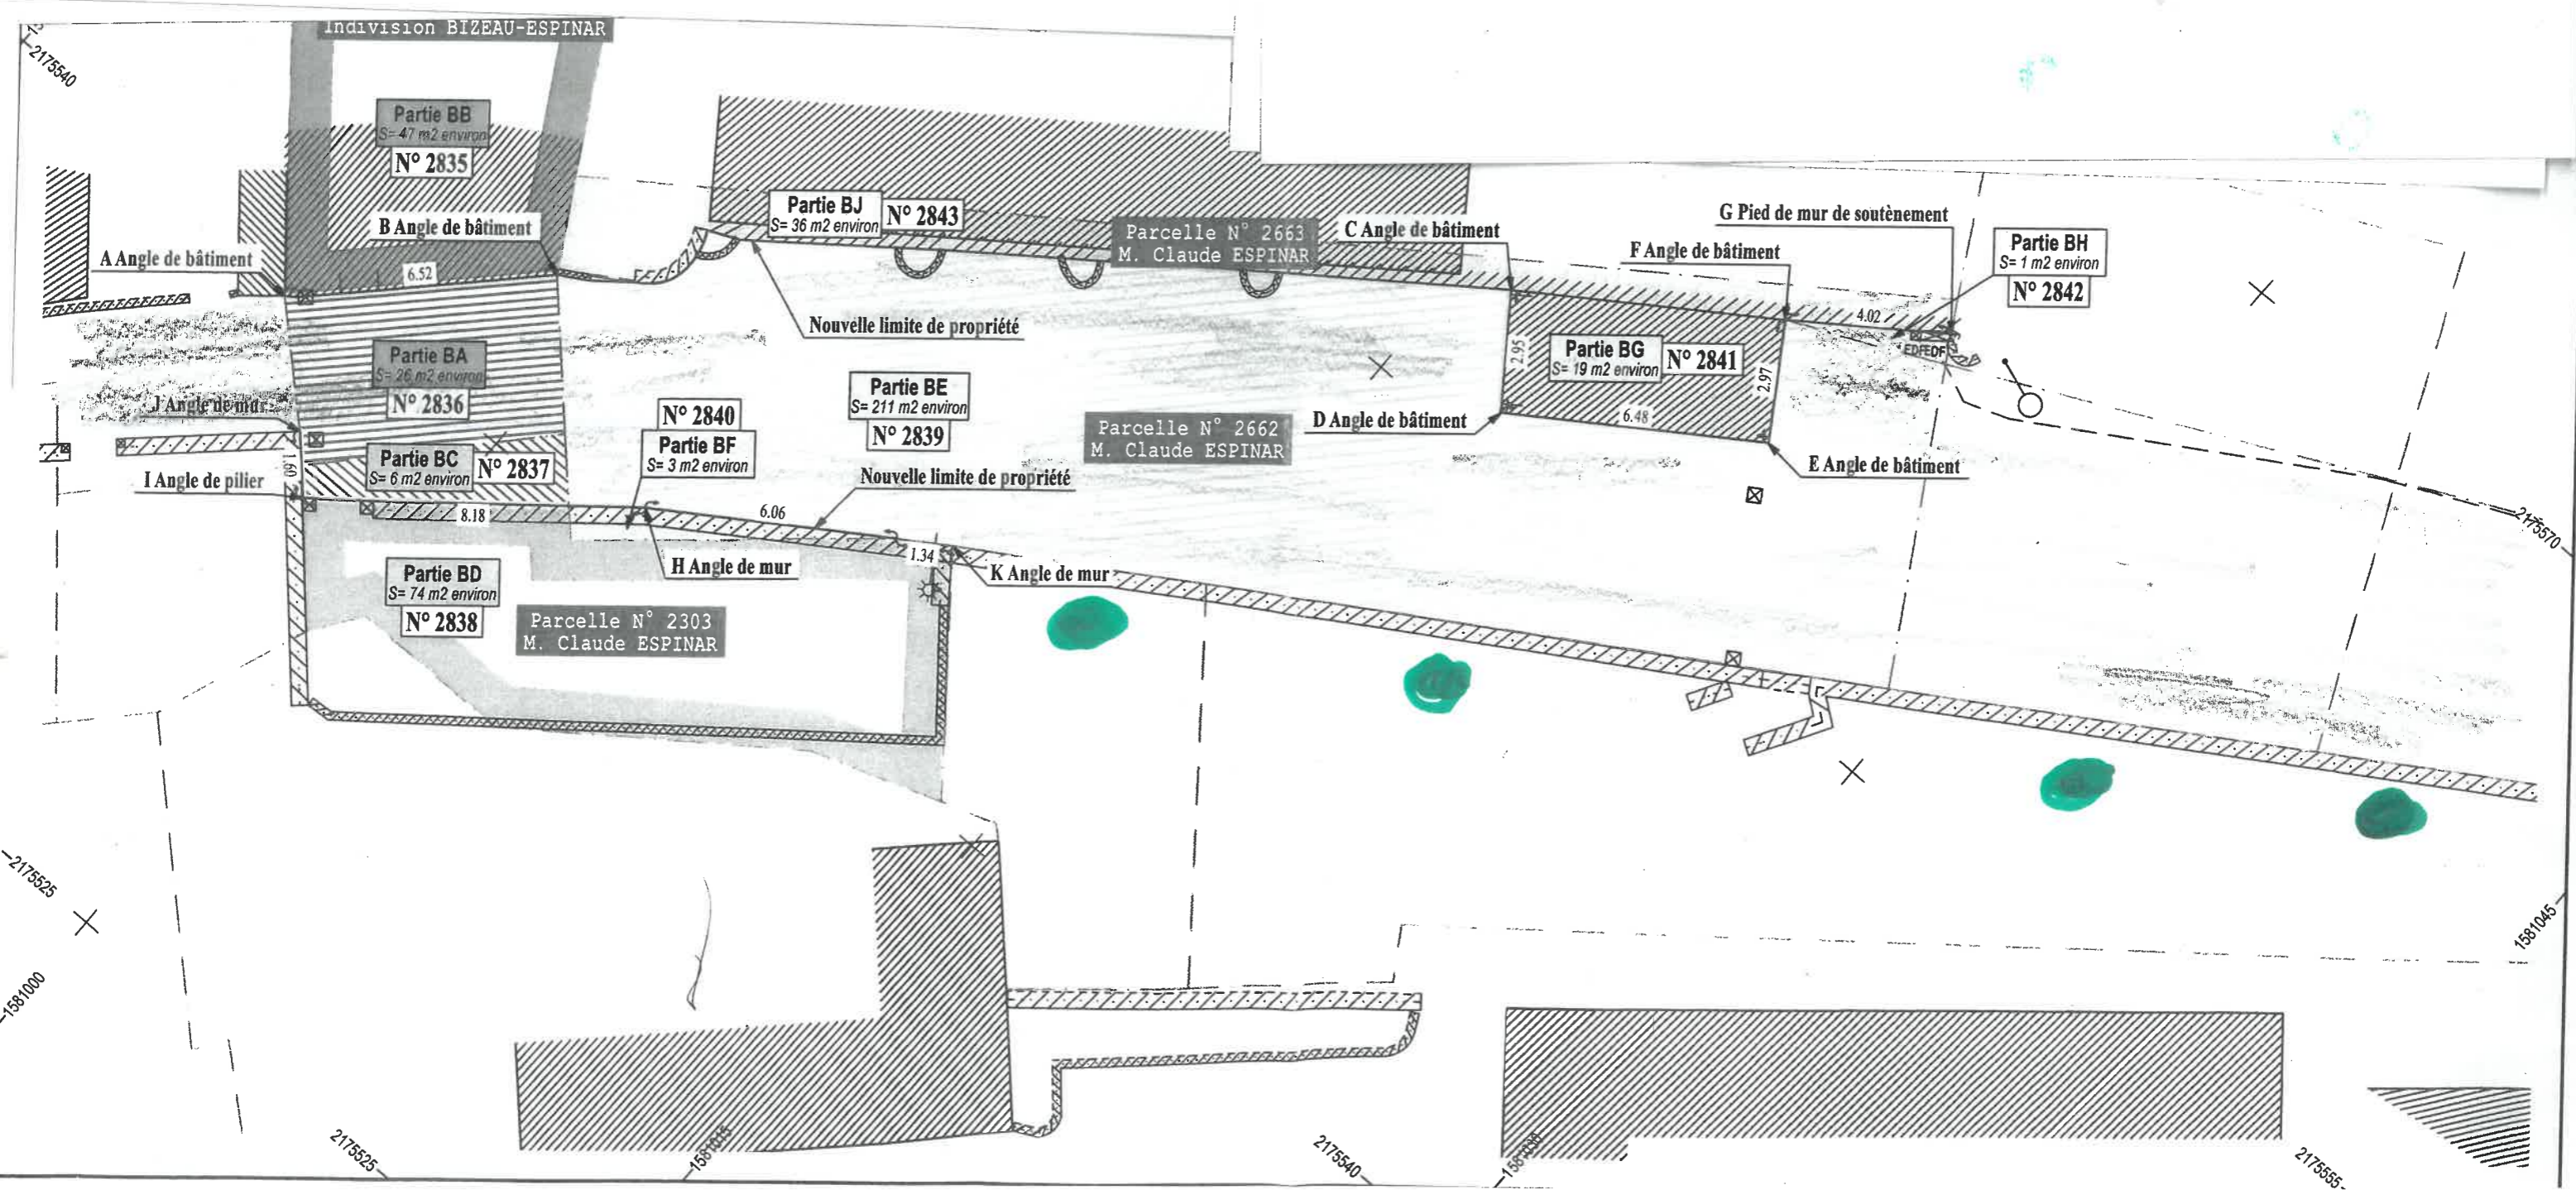 Indivision BIZEAU-ESPINAR
2175540
Partie BB
S= 47 m2 environ
N° 2835
B Angle de bâtiment
A Angle de bâtiment
6.52
Partie BJ
S= 36 m2 environ
N° 2843
Parcelle N° 2663
M. Claude ESPINAR
C Angle de bâtiment
G Pied de mur de soutènement
F Angle de bâtiment
Partie BH
S= 1 m2 environ
N° 2842
Nouvelle limite de propriété
4.02
EDF EDF
2.95
Partie BG
S= 19 m2 environ
N° 2841
2.97
6.48
D Angle de bâtiment
E Angle de bâtiment
Partie BA
S= 26 m2 environ
N° 2836
J Angle de mur
Partie BE
S= 211 m2 environ
N° 2839
N° 2840
Partie BF
S= 3 m2 environ
Parcelle N° 2662
M. Claude ESPINAR
1.60
Partie BC
S= 6 m2 environ
N° 2837
I Angle de pilier
Nouvelle limite de propriété
8.18
6.06
1.34
H Angle de mur
K Angle de mur
2175570
Partie BD
S= 74 m2 environ
N° 2838
Parcelle N° 2303
M. Claude ESPINAR
2175525
1581000
1581045
2175525
1581015
2175540
1581030
2175555